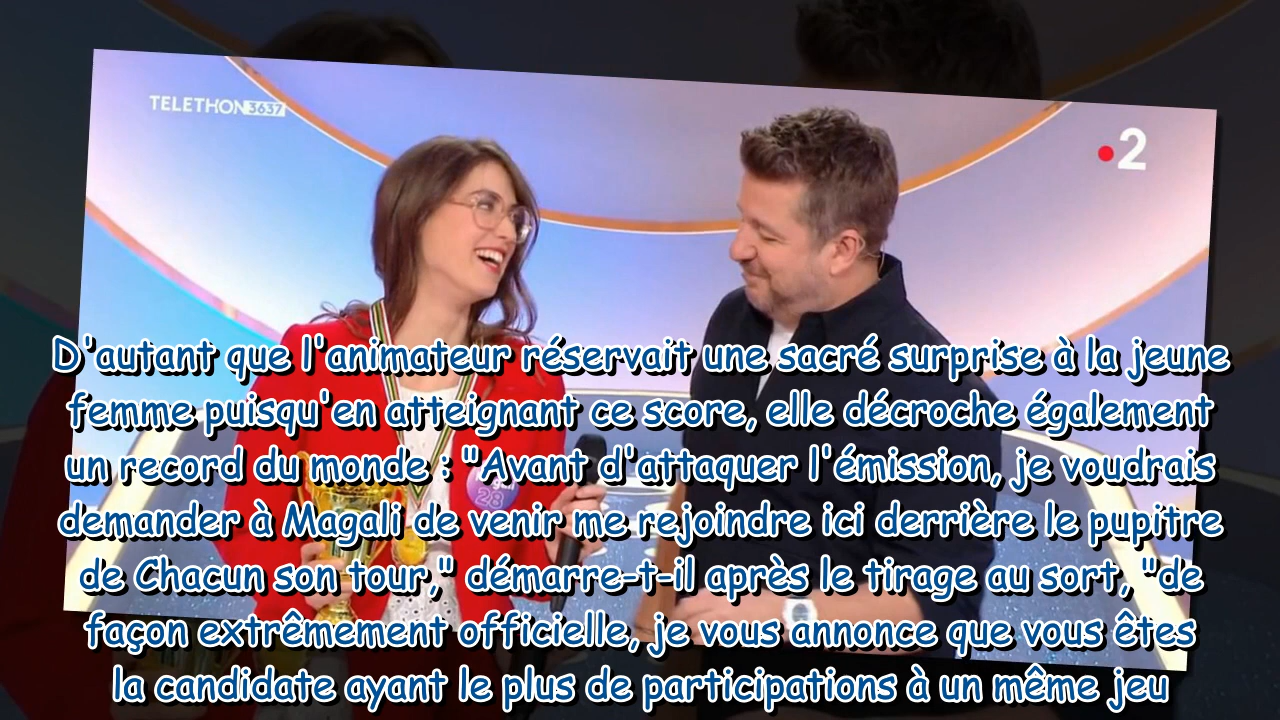 TELETHON 3637
2
D'autant que l'animateur réservait une sacré surprise à la jeune
femme puisqu'en atteignant ce score, elle décroche également
un record du monde : "Avant d'attaquer l'émission, je voudrais
demander à Magali de venir me rejoindre ici derrière le pupitre
de Chacun son tour," démarre-t-il après le tirage au sort, "de
façon extrêmement officielle, je vous annonce que vous êtes
la candidate ayant le plus de participations à un même jeu
28